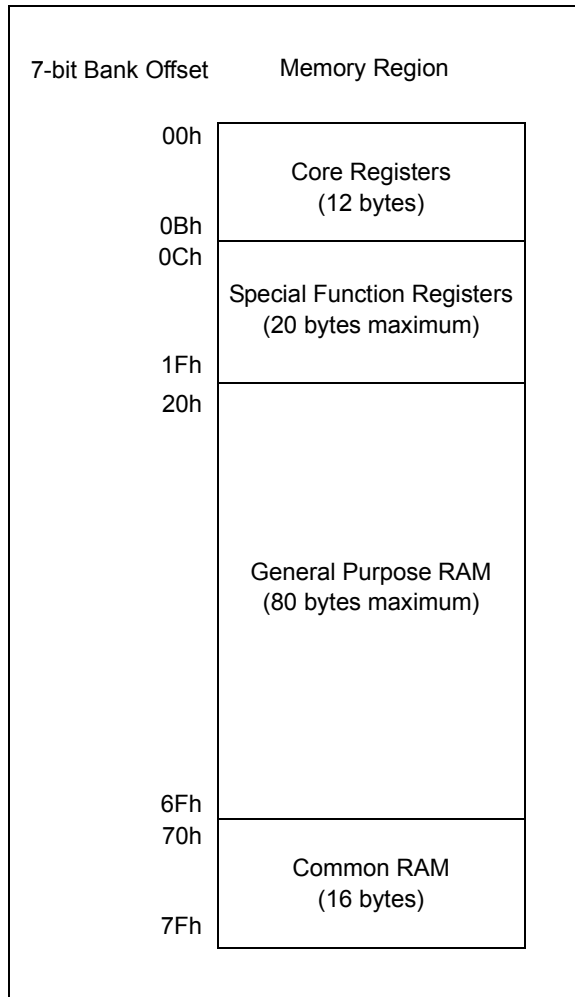 7-bit Bank Offset Memory Region
00h
Core Registers
(12 bytes)
0Bh
0Ch
Special Function Registers
(20 bytes maximum)
1Fh
20h
General Purpose RAM
(80 bytes maximum)
6Fh
70h
Common RAM
(16 bytes)
7Fh